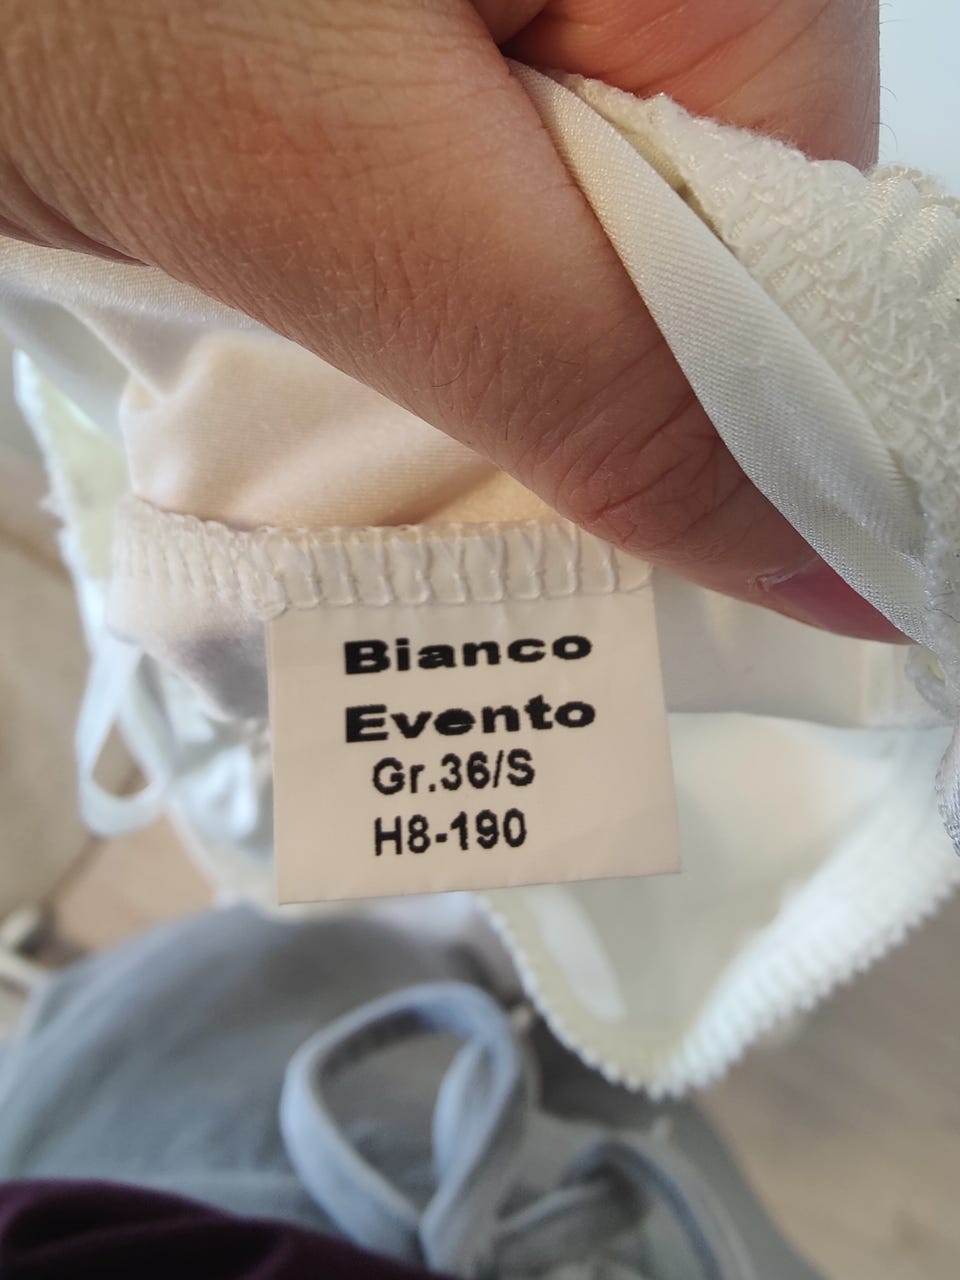 Bianco
Evento
Gr.36/S
H8-190